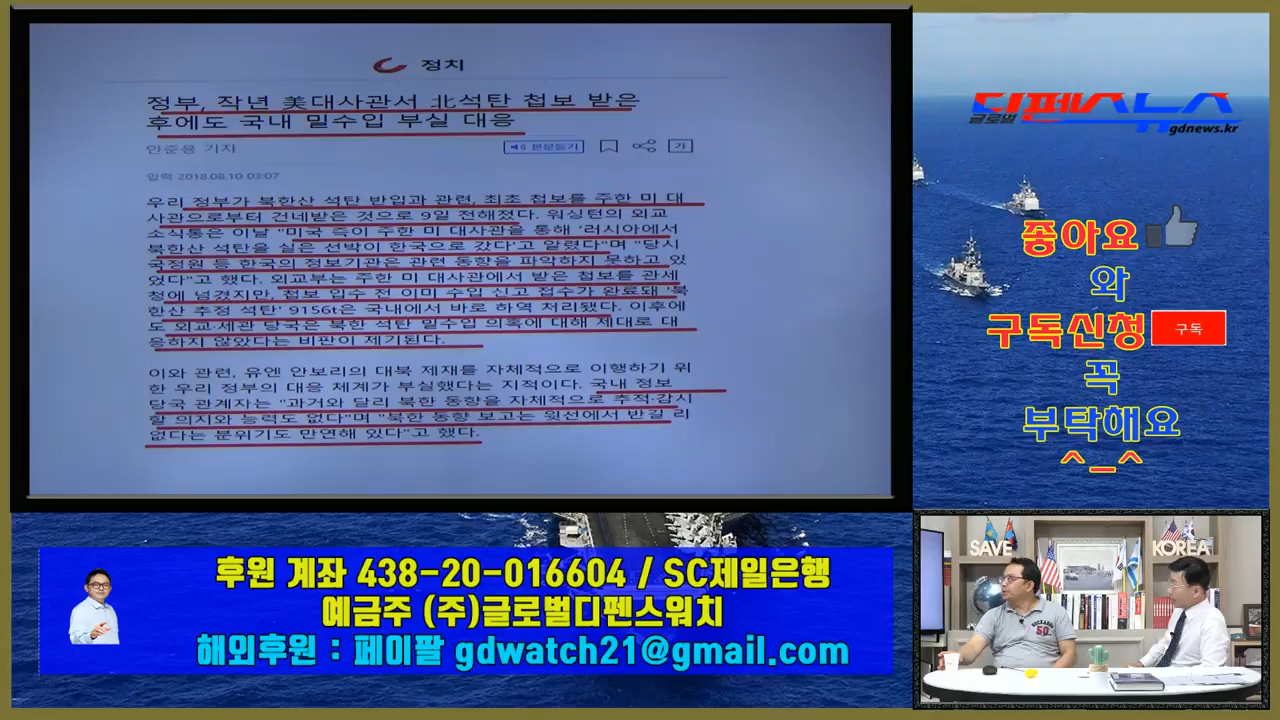 정치
정부, 작년 美대사관서 北석탄 첩보 받은
후에도 국내 밀수입 부실 대응
안준용 기자
본문듣기
가
입력 2018.08.10 03:07
우리 정부가 북한산 석탄 반입과 관련, 최초 첩보를 주한 미 대
사관으로부터 건네받은 것으로 9일 전해졌다. 워싱턴의 외교
소식통은 이날 "미국은 작년 주한 미 대사관을 통해 '러시아에서
북한산 석탄을 실은 선박이 한국으로 갔다'고 알렸다"며 "당시
국정원 등 한국의 정보기관은 관련 동향을 파악하지 못하고 있
었다"고 했다. 외교부는 주한 미 대사관에서 받은 첩보를 관세
청에 넘겼지만, 첩보 입수 전 이미 수입 신고 접수가 완료돼 '북
한산 추정 석탄' 9156t은 국내에서 바로 하역 처리됐다. 이후에
도 외교·세관 당국은 북한 석탄 밀수입 의혹에 대해 제대로 대
응하지 않았다는 비판이 제기된다.
이와 관련, 유엔 안보리의 대북 제재를 자체적으로 이행하기 위
한 우리 정부의 대응 체계가 부실했다는 지적이다. 국내 정보
당국 관계자는 "과거와 달리 북한 동향을 자체적으로 추적·감시
할 의지와 능력도 없다"며 "북한 동향 보고는 윗선에서 반길 리
없다는 분위기도 만연해 있다"고 했다.
글로벌 디펜스뉴스
gdnews.kr
좋아요
와
구독신청 구독
꼭
부탁해요
^_^
후원 계좌 438-20-016604 / SC제일은행
예금주 (주)글로벌디펜스워치
해외후원 : 페이팔 gdwatch21@gmail.com
SAVE KOREA
50